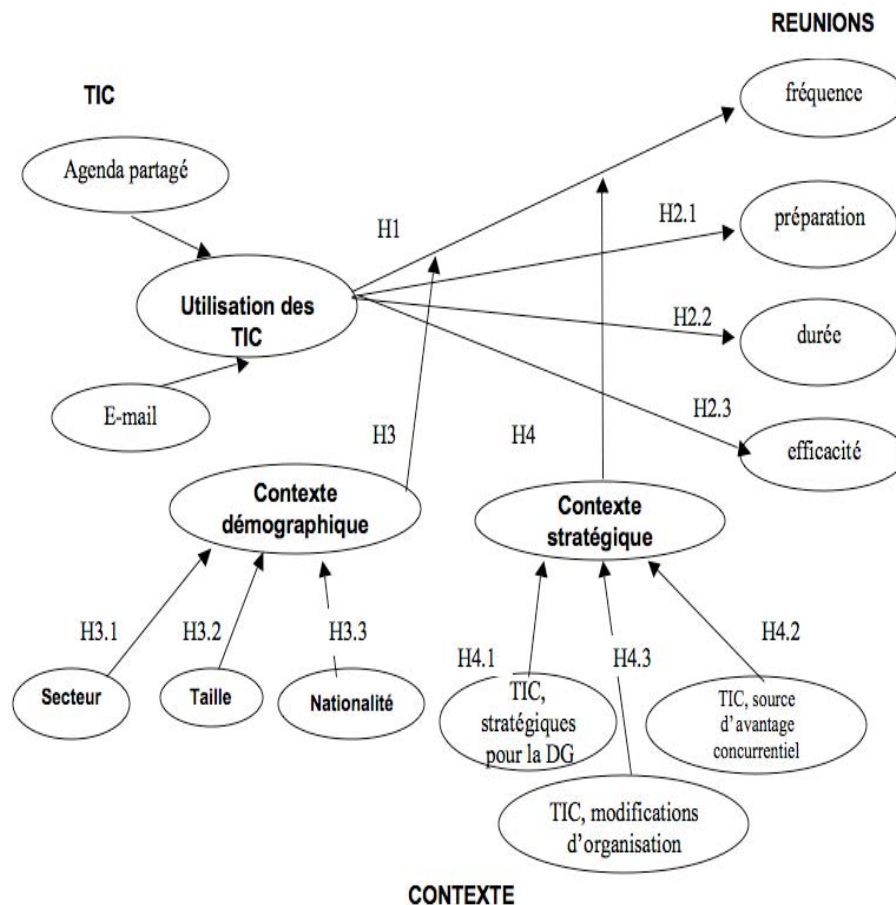 REUNIONS
fréquence
TIC
Agenda partagé
H1
H2.1
préparation
Utilisation des
TIC
H2.2
durée
E-mail
H2.3
H3
H4
efficacité
Contexte
démographique
Contexte
stratégique
H3.1
H3.2
H3.3
H4.1
H4.3
H4.2
Secteur
Taille
Nationalité
TIC,
stratégiques
pour la DG
TIC, source
d'avantage
concurrentiel
TIC, modifications
d'organisation
CONTEXTE